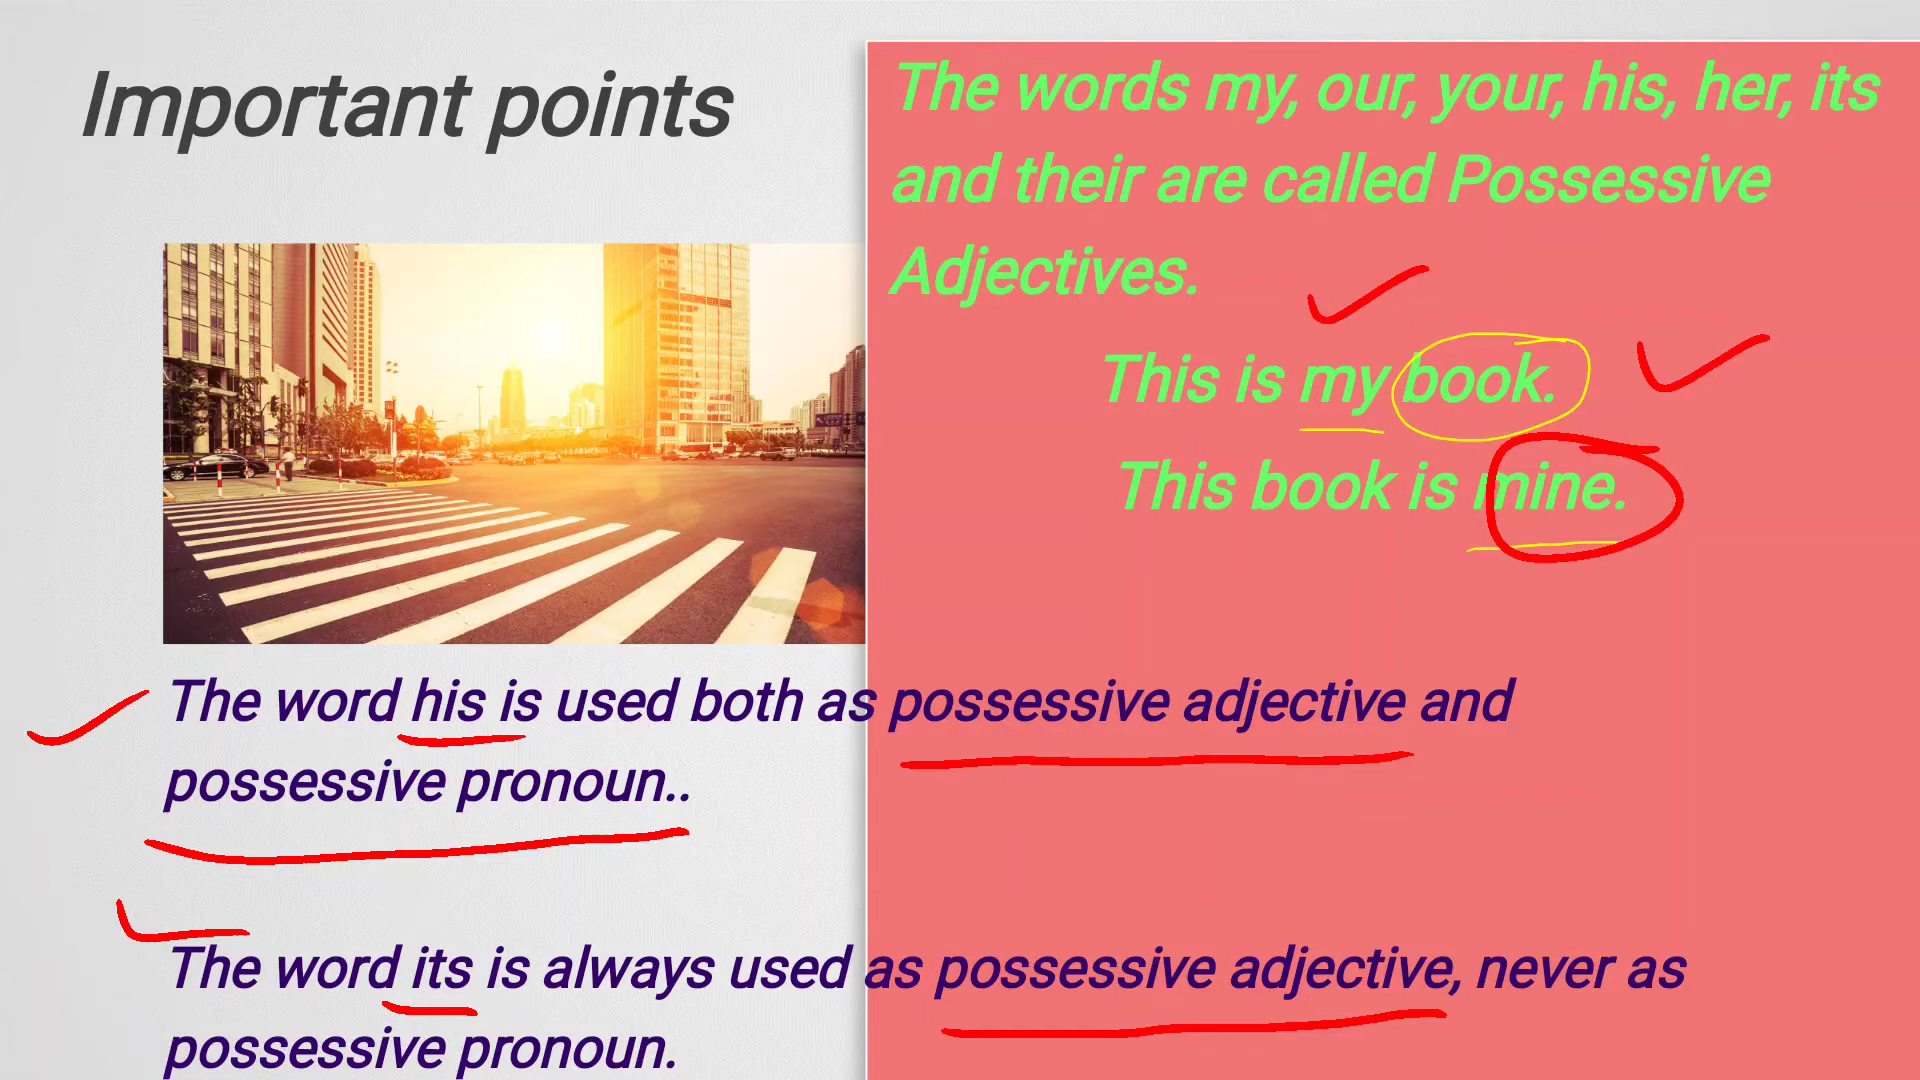 Important points
The words my, our, your, his, her, its
and their are called Possessive
Adjectives.
This is my book.
This book is mine.
The word his is used both as possessive adjective and
possessive pronoun..
The word its is always used as possessive adjective, never as
possessive pronoun.